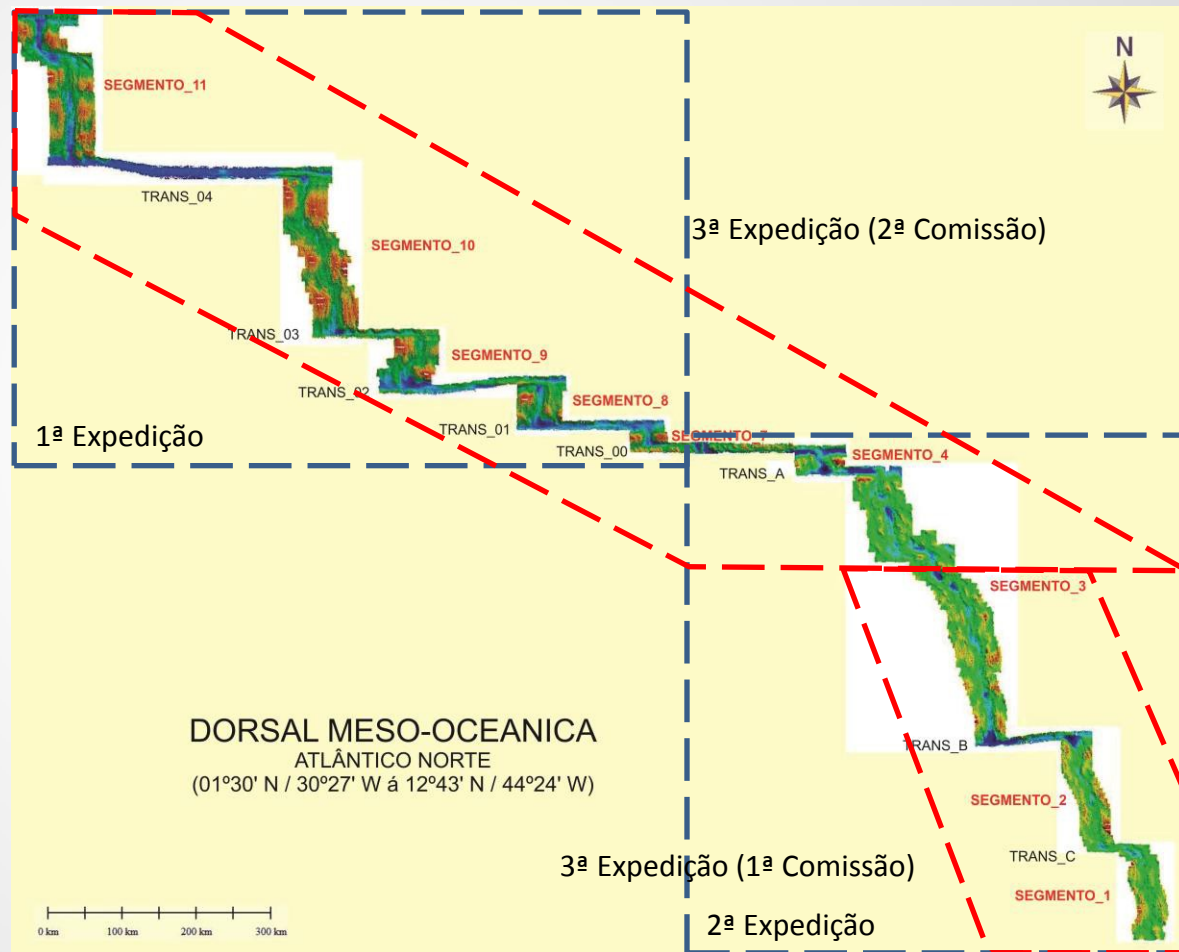 N
SEGMENTO_11
TRANS_04
3ª Expedição (2ª Comissão)
SEGMENTO_10
TRANS_03
SEGMENTO_9
TRANS_02
SEGMENTO_8
1ª Expedição
TRANS_01
SEGMENTO_7
TRANS_00
SEGMENTO_4
TRANS_A
SEGMENTO_3
DORSAL MESO-OCEANICA
ATLÂNTICO NORTE
(01º30' N / 30º27' W á 12º43' N / 44º24' W)
TRANS_B
SEGMENTO_2
TRANS_C
3ª Expedição (1ª Comissão)
SEGMENTO_1
2ª Expedição
0 km 100 km 200 km 300 km